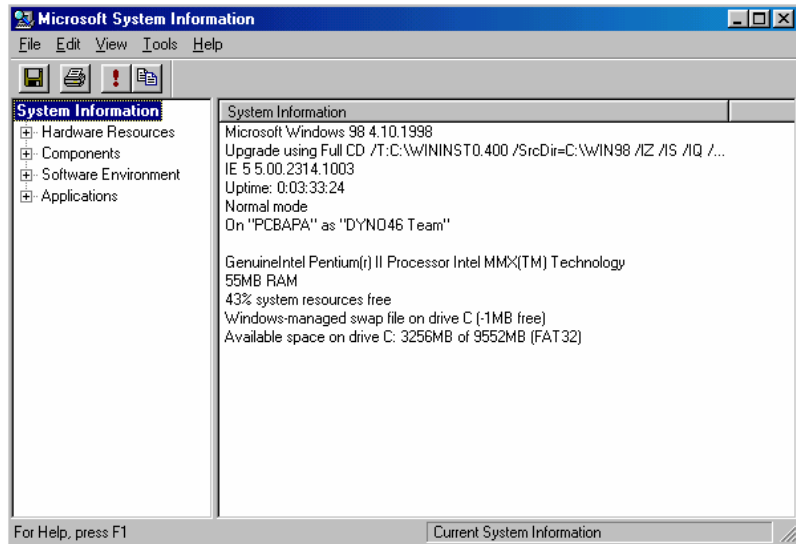 Microsoft System Information
File Edit View Tools Help
System Information
Hardware Resources
Components
Software Environment
Applications
System Information
Microsoft Windows 98 4.10.1998
Upgrade using Full CD /T:C:\WININST0.400 /SrcDir=C:\WIN98 /IZ /IS /IQ /...
IE 5 5.00.2314.1003
Uptime: 0:03:33:24
Normal mode
On "PCBAPA" as "DYNO46 Team"
GenuineIntel Pentium(r) II Processor Intel MMX(TM) Technology
55MB RAM
43% system resources free
Windows-managed swap file on drive C (-1MB free)
Available space on drive C: 3256MB of 9552MB (FAT32)
For Help, press F1
Current System Information